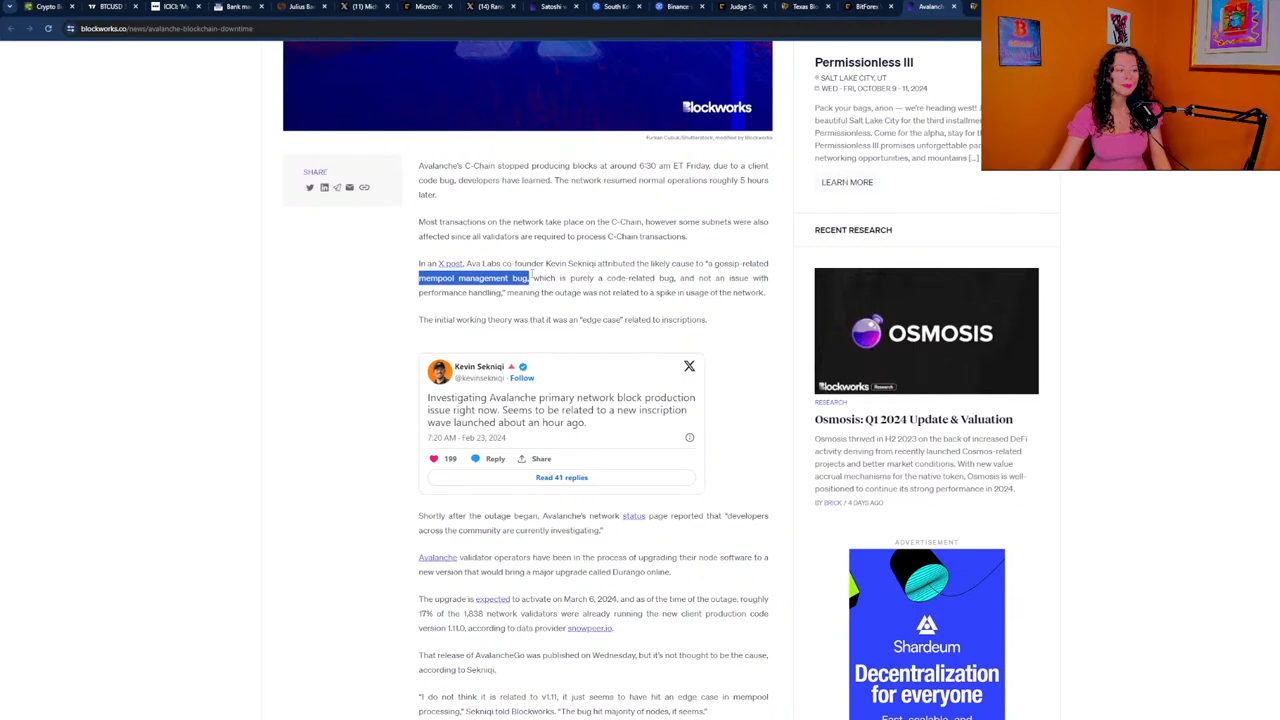 Crypto B
BTCUSD
ICICI: 'My
Bank ma
Julius Ba
(11) Mich
MicroStr
(14) Rand
Satoshi w
South Ko
Binance s
Judge Si
Texas Blo
BitForex
Avalanch
blockworks.co/news/avalanche-blockchain-downtime
Blockworks
Furkan Cubuk/Shutterstock, modified by Blockworks
SHARE
Avalanche's C-Chain stopped producing blocks at around 6:30 am ET Friday, due to a client
code bug, developers have learned. The network resumed normal operations roughly 5 hours
later.
Most transactions on the network take place on the C-Chain, however some subnets were also
affected since all validators are required to process C-Chain transactions.
In an X post, Ava Labs co-founder Kevin Sekniqi attributed the likely cause to "a gossip-related
mempool management bug, which is purely a code-related bug, and not an issue with
performance handling," meaning the outage was not related to a spike in usage of the network.
The initial working theory was that it was an "edge case" related to inscriptions.
Kevin Sekniqi
@kevinsekniqi · Follow
Investigating Avalanche primary network block production
issue right now. Seems to be related to a new inscription
wave launched about an hour ago.
7:20 AM - Feb 23, 2024
199 Reply Share
Read 41 replies
Shortly after the outage began, Avalanche's network status page reported that "developers
across the community are currently investigating."
Avalanche validator operators have been in the process of upgrading their node software to a
new version that would bring a major upgrade called Durango online.
The upgrade is expected to activate on March 6, 2024, and as of the time of the outage, roughly
17% of the 1,838 network validators were already running the new client production code
version 1.11.0, according to data provider snowpeer.io.
That release of AvalancheGo was published on Wednesday, but it's not thought to be the cause,
according to Sekniqi.
"I do not think it is related to v1.11, it just seems to have hit an edge case in mempool
processing," Sekniqi told Blockworks. "The bug hit majority of nodes, it seems."
Permissionless III
SALT LAKE CITY, UT
WED - FRI, OCTOBER 9 - 11, 2024
Pack your bags, anon — we're heading west! J
beautiful Salt Lake City for the third installmen
Permissionless. Come for the alpha, stay for th
Permissionless III promises unforgettable pa
networking opportunities, and mountains [...]
LEARN MORE
RECENT RESEARCH
OSMOSIS
Blockworks Research
RESEARCH
Osmosis: Q1 2024 Update & Valuation
Osmosis thrived in H2 2023 on the back of increased DeFi
activity deriving from recently launched Cosmos-related
projects and better market conditions. With new value
accrual mechanisms for the native token, Osmosis is well-
positioned to continue its strong performance in 2024.
BY BRICK / 4 DAYS AGO
ADVERTISEMENT
Shardeum
Decentralization
for everyone
Fast, scalable, and